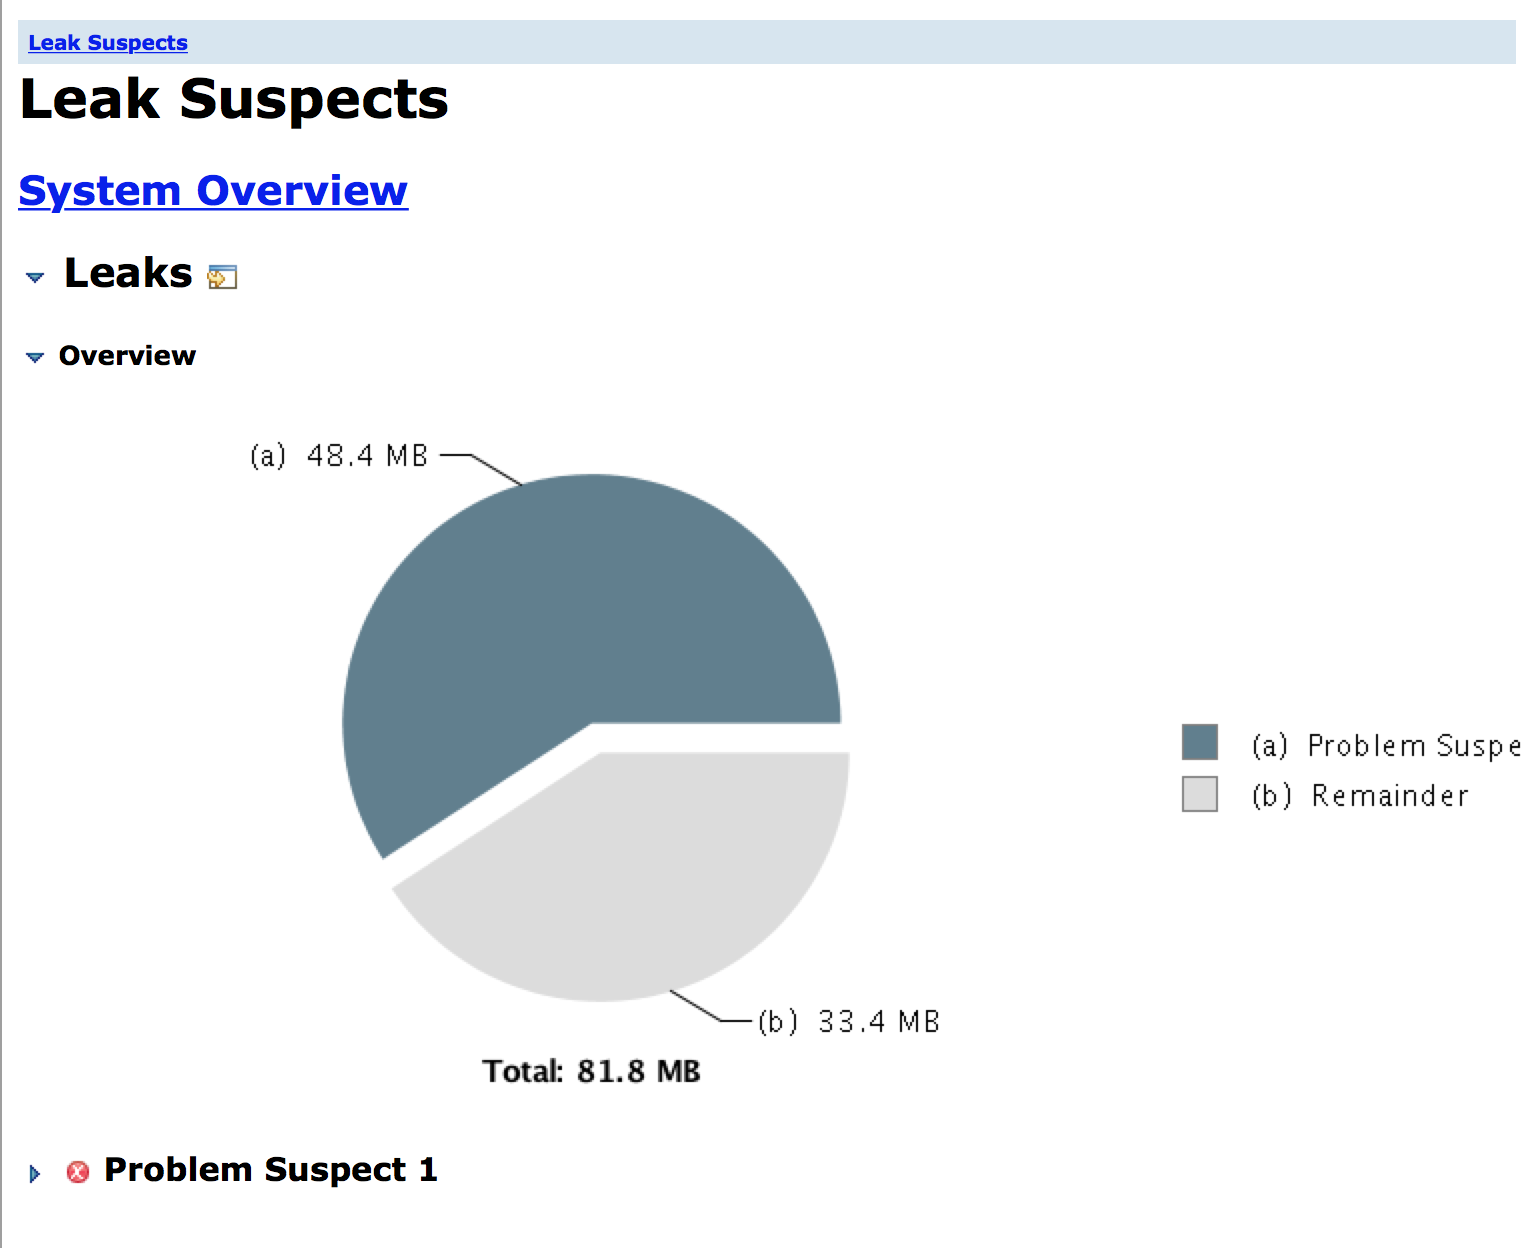 Leak Suspects
Leak Suspects
System Overview
Leaks
Overview
(a) 48.4 MB
(a) Problem Suspe
(b) Remainder
(b) 33.4 MB
Total: 81.8 MB
Problem Suspect 1